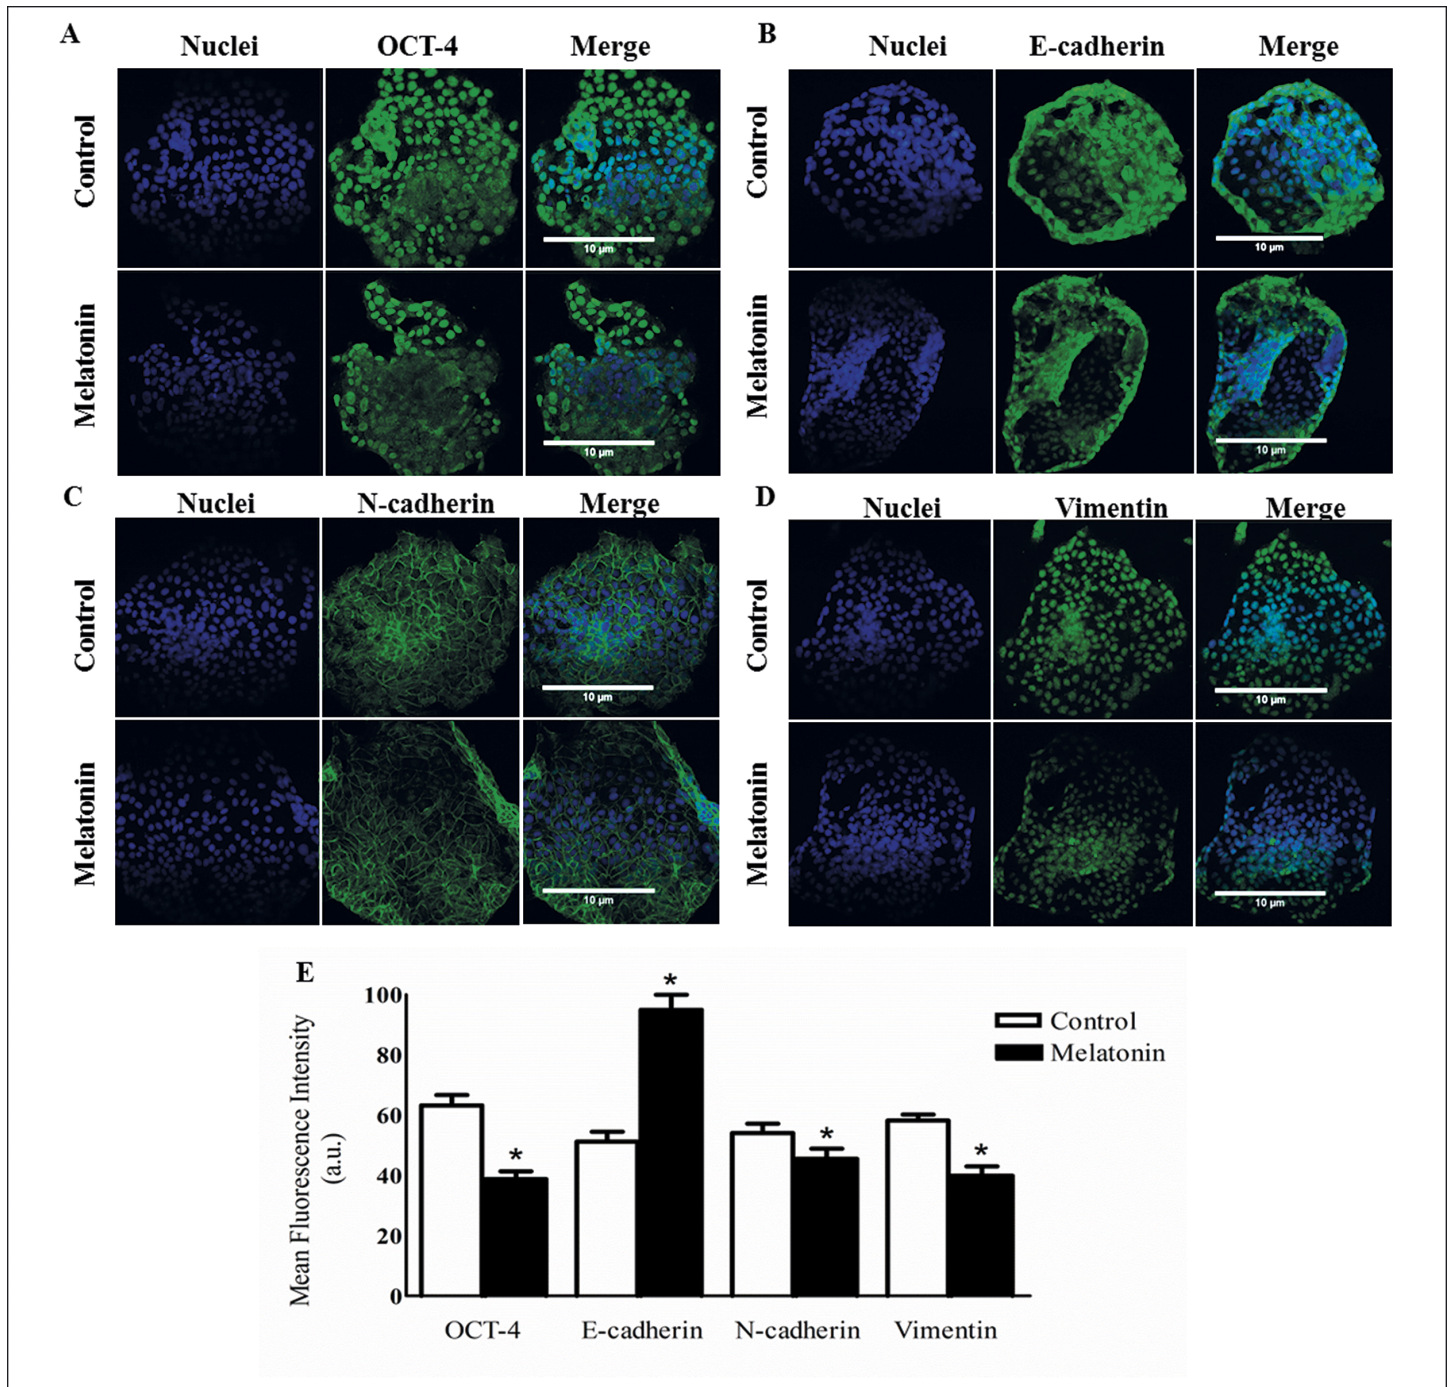 A
Nuclei OCT-4 Merge
Control
10 µm
Melatonin
10 µm
B
Nuclei E-cadherin Merge
Control
10 µm
Melatonin
10 µm
C
Nuclei N-cadherin Merge
Control
10 µm
Melatonin
10 µm
D
Nuclei Vimentin Merge
Control
10 µm
Melatonin
10 µm
E
Mean Fluorescence Intensity
(a.u.)
100
80
60
40
20
0
*
*
*
*
Control
Melatonin
OCT-4 E-cadherin N-cadherin Vimentin